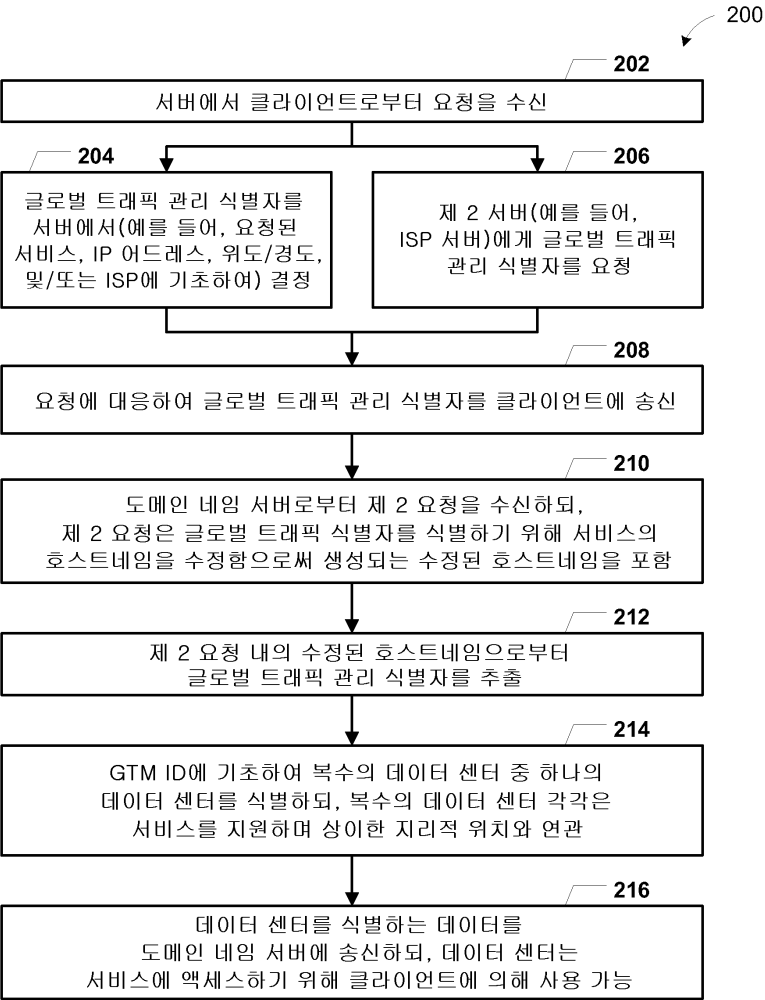 200
202
서버에서 클라이언트로부터 요청을 수신
204
글로벌 트래픽 관리 식별자를
서버에서(예를 들어, 요청된
서비스, IP 어드레스, 위도/경도,
및/또는 ISP에 기초하여) 결정
206
제 2 서버(예를 들어,
ISP 서버)에게 글로벌 트래픽
관리 식별자를 요청
208
요청에 대응하여 글로벌 트래픽 관리 식별자를 클라이언트에 송신
210
도메인 네임 서버로부터 제 2 요청을 수신하되,
제 2 요청은 글로벌 트래픽 식별자를 식별하기 위해 서비스의
호스트네임을 수정함으로써 생성되는 수정된 호스트네임을 포함
212
제 2 요청 내의 수정된 호스트네임으로부터
글로벌 트래픽 관리 식별자를 추출
214
GTM ID에 기초하여 복수의 데이터 센터 중 하나의
데이터 센터를 식별하되, 복수의 데이터 센터 각각은
서비스를 지원하며 상이한 지리적 위치와 연관
216
데이터 센터를 식별하는 데이터를
도메인 네임 서버에 송신하되, 데이터 센터는
서비스에 액세스하기 위해 클라이언트에 의해 사용 가능